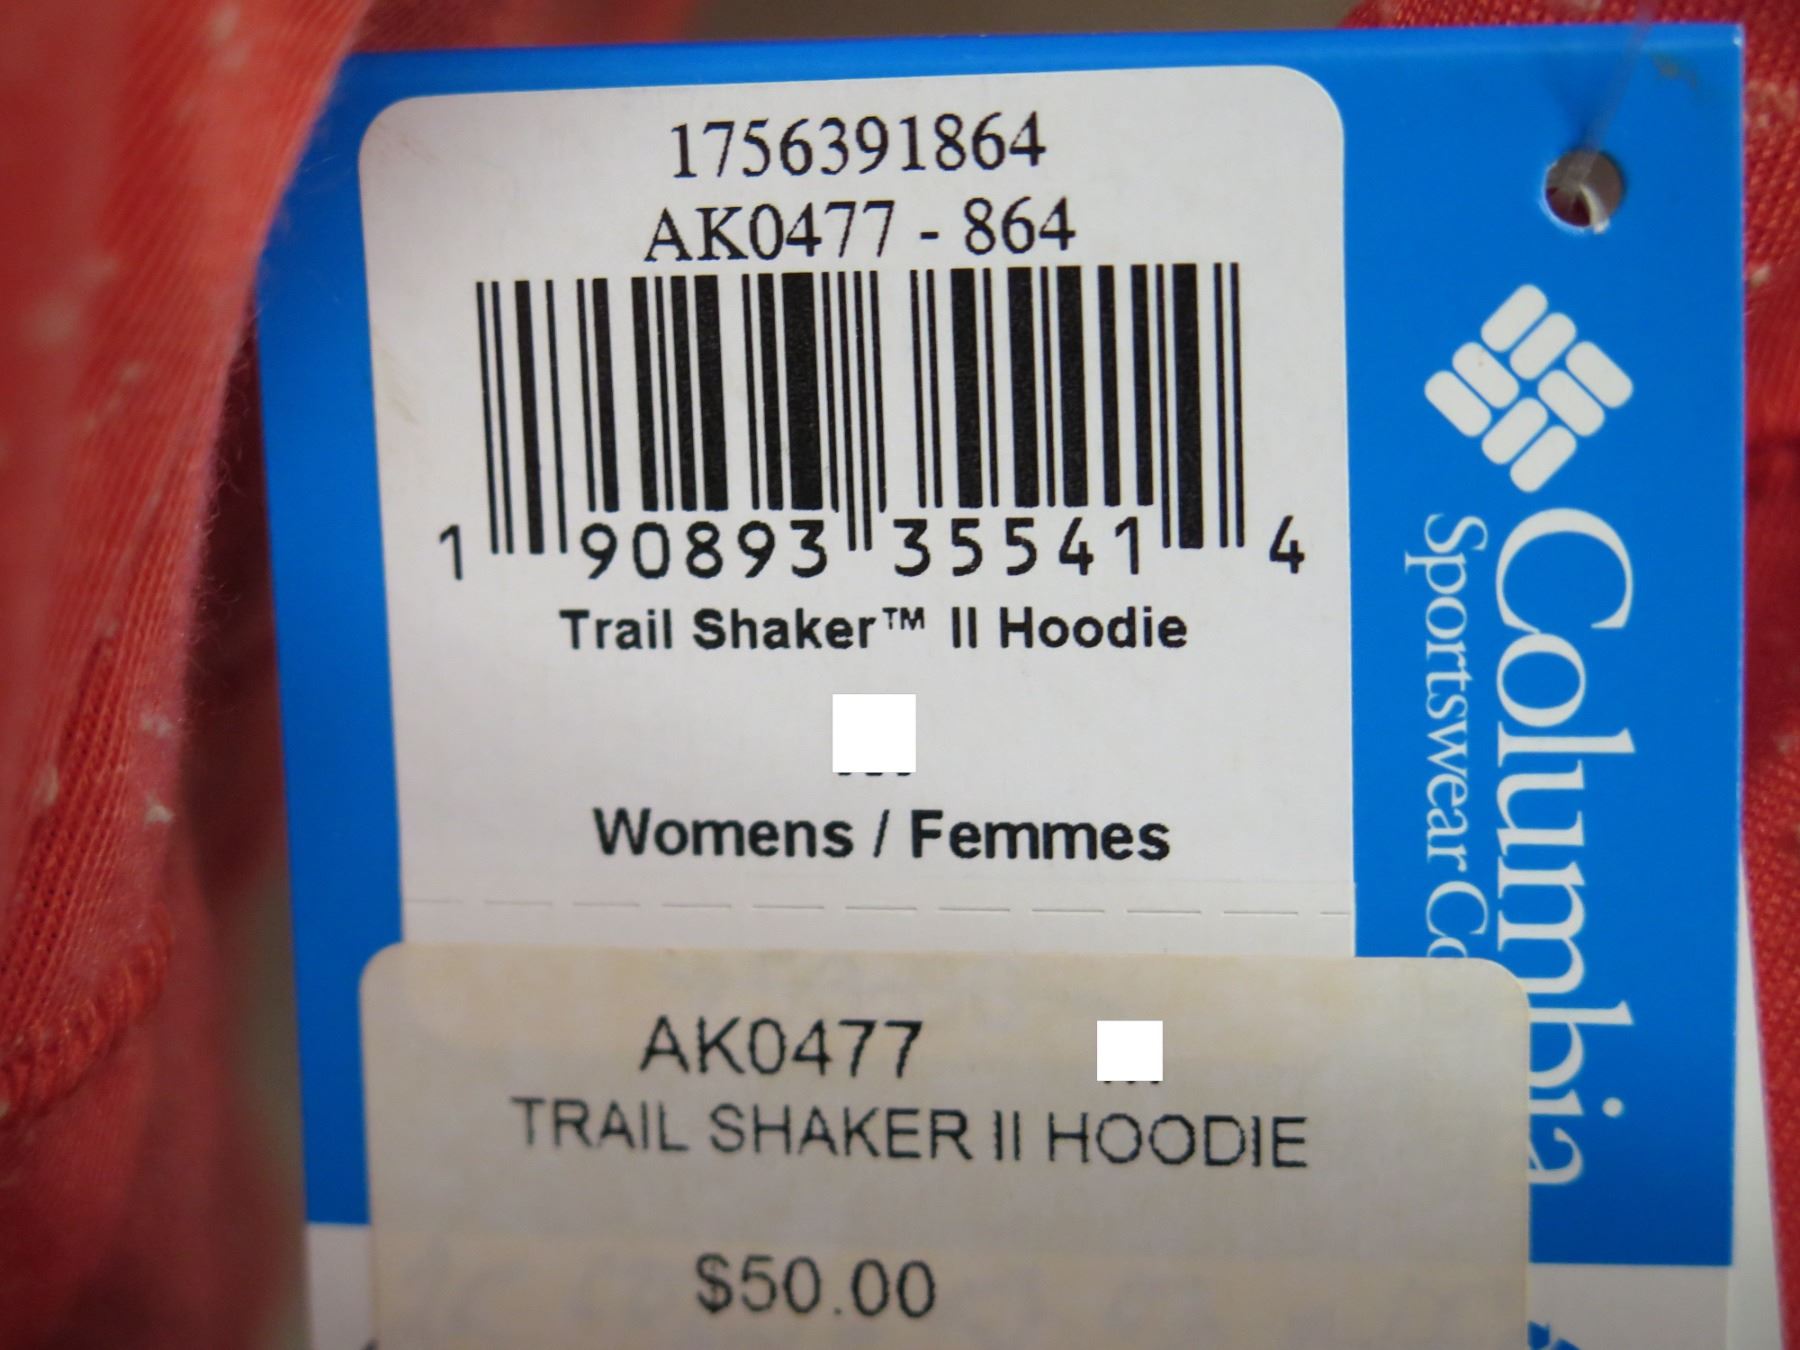 1756391864
AK0477 - 864
1 90893 35541 4
Trail Shaker™ II Hoodie
Womens / Femmes
Columbia
Sportswear Co
AK0477
TRAIL SHAKER II HOODIE
$50.00